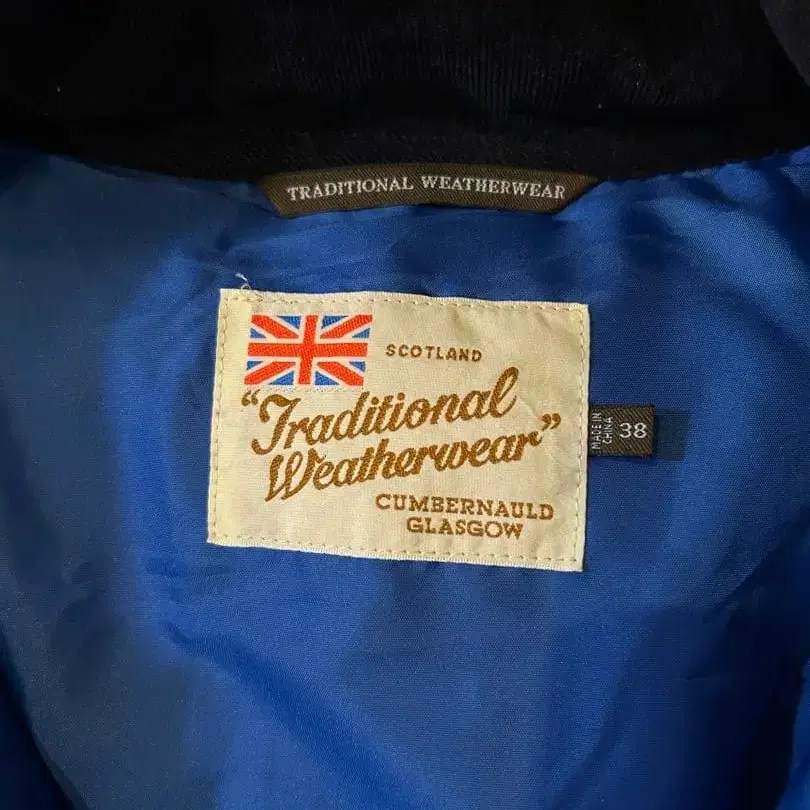 TRADITIONAL WEATHERWEAR
SCOTLAND
"Traditional
Weatherwear"
CUMBERNAULD
GLASGOW
MADE IN
CHINA
38